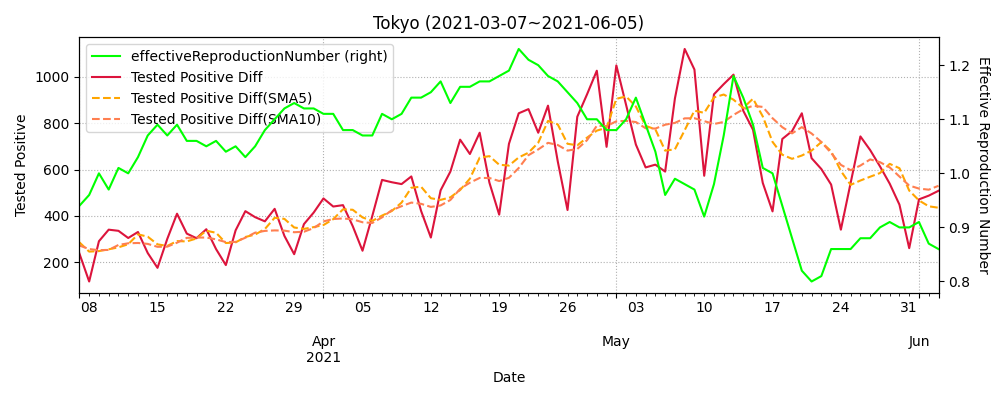 Tokyo (2021-03-07~2021-06-05)
effectiveReproductionNumber (right)
Tested Positive Diff
Tested Positive Diff(SMA5)
Tested Positive Diff(SMA10)
Tested Positive
1000
800
600
400
200
Effective Reproduction Number
1.2
1.1
1.0
0.9
0.8
08 15 22 29 05 12 19 26 03 10 17 24 31
Apr May Jun
2021
Date